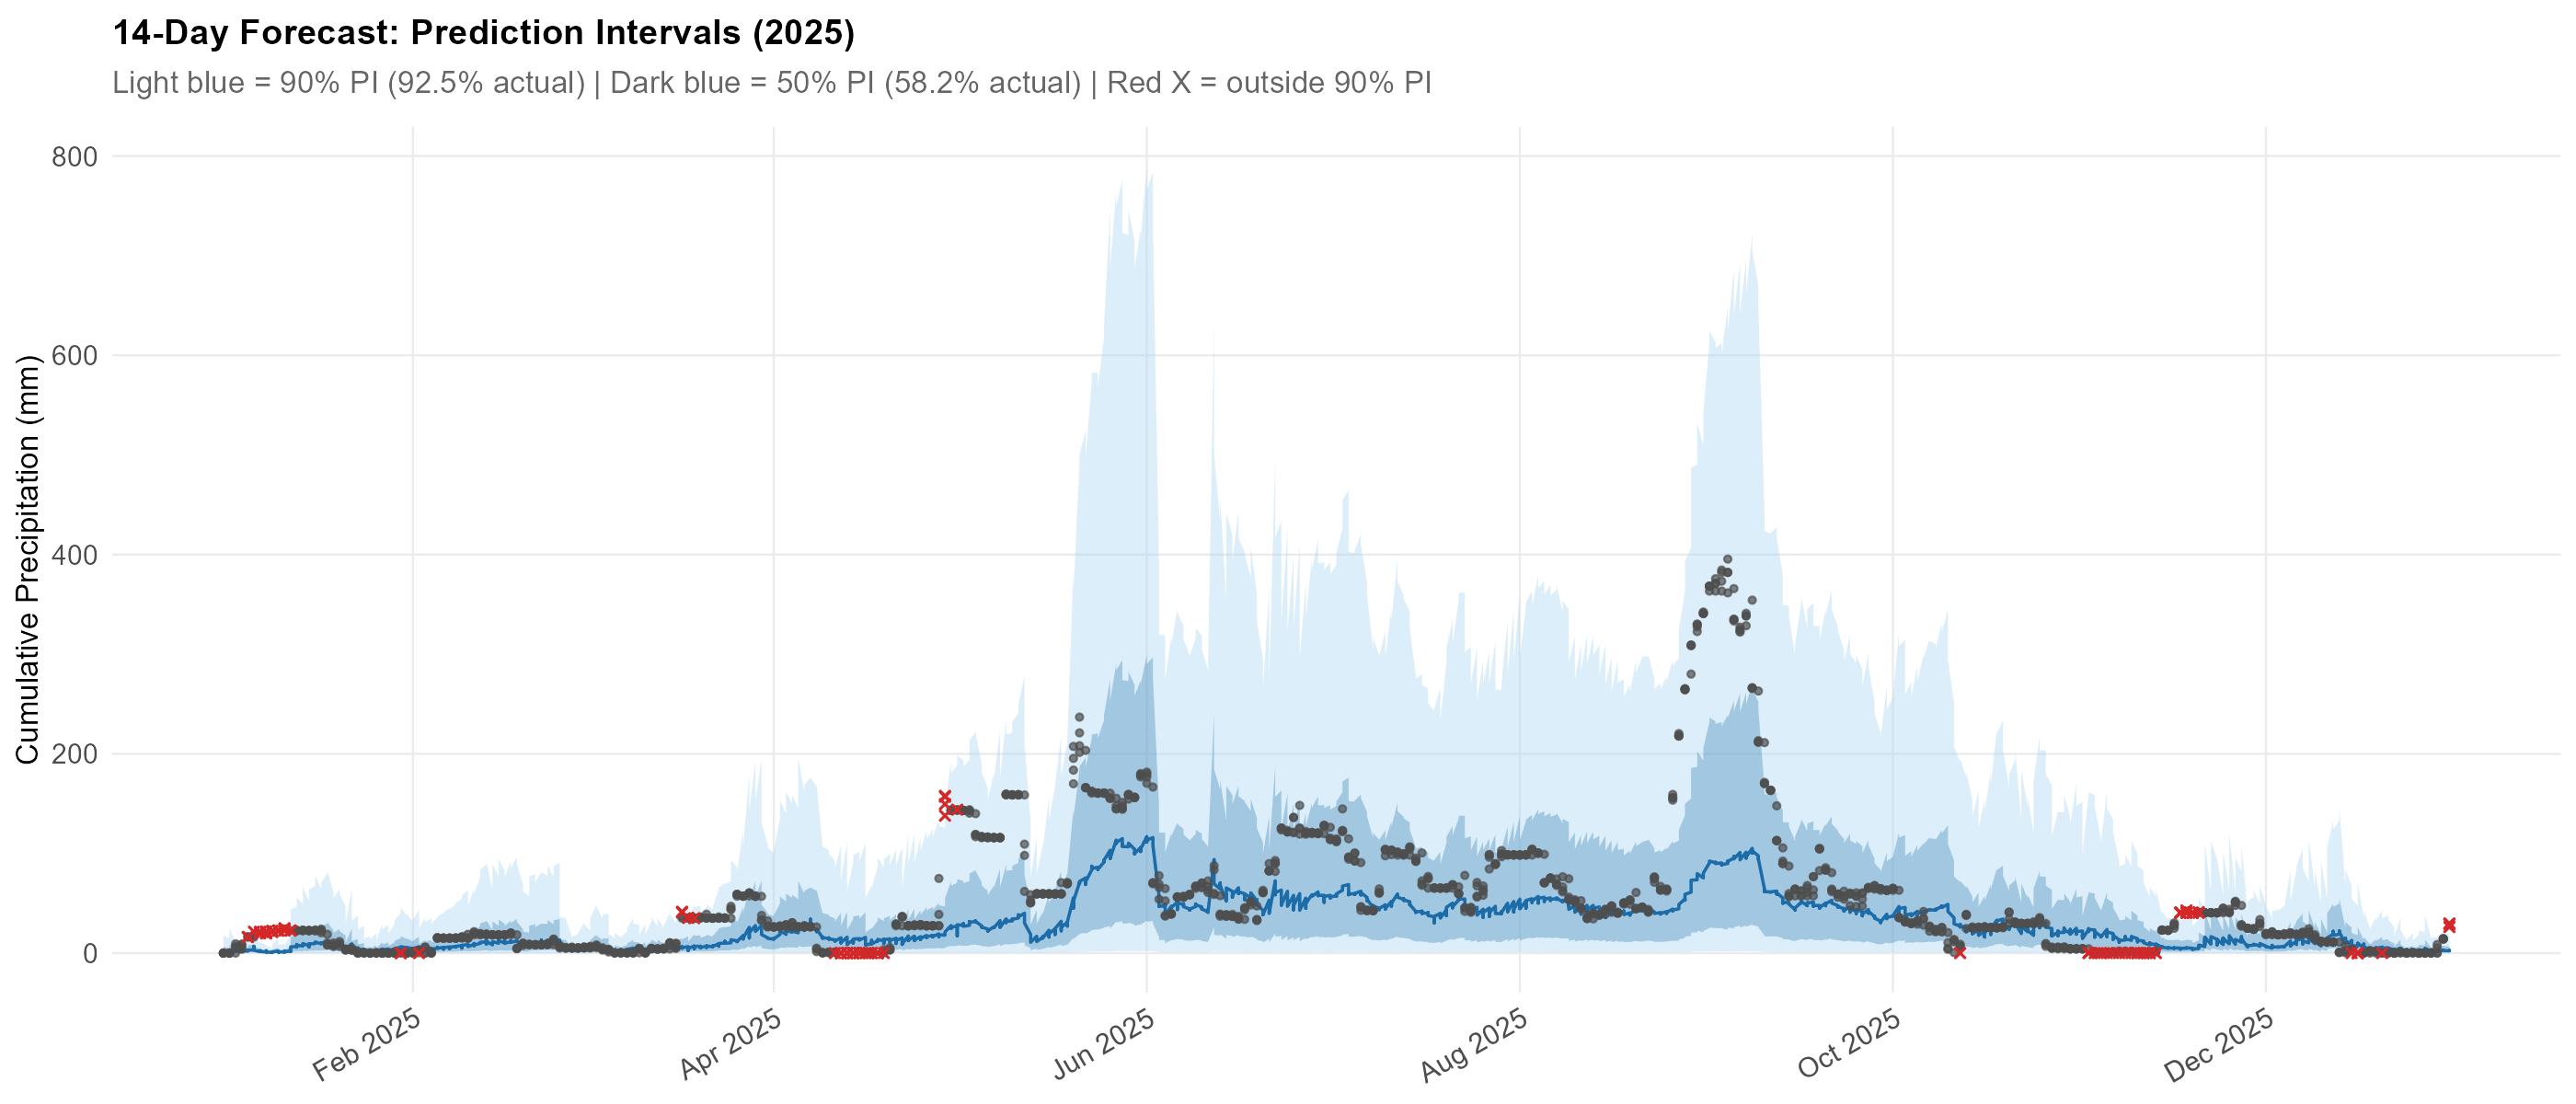 14-Day Forecast: Prediction Intervals (2025)
Light blue = 90% PI (92.5% actual) | Dark blue = 50% PI (58.2% actual) | Red X = outside 90% PI
Cumulative Precipitation (mm)
800
600
400
200
0
Feb 2025
Apr 2025
Jun 2025
Aug 2025
Oct 2025
Dec 2025